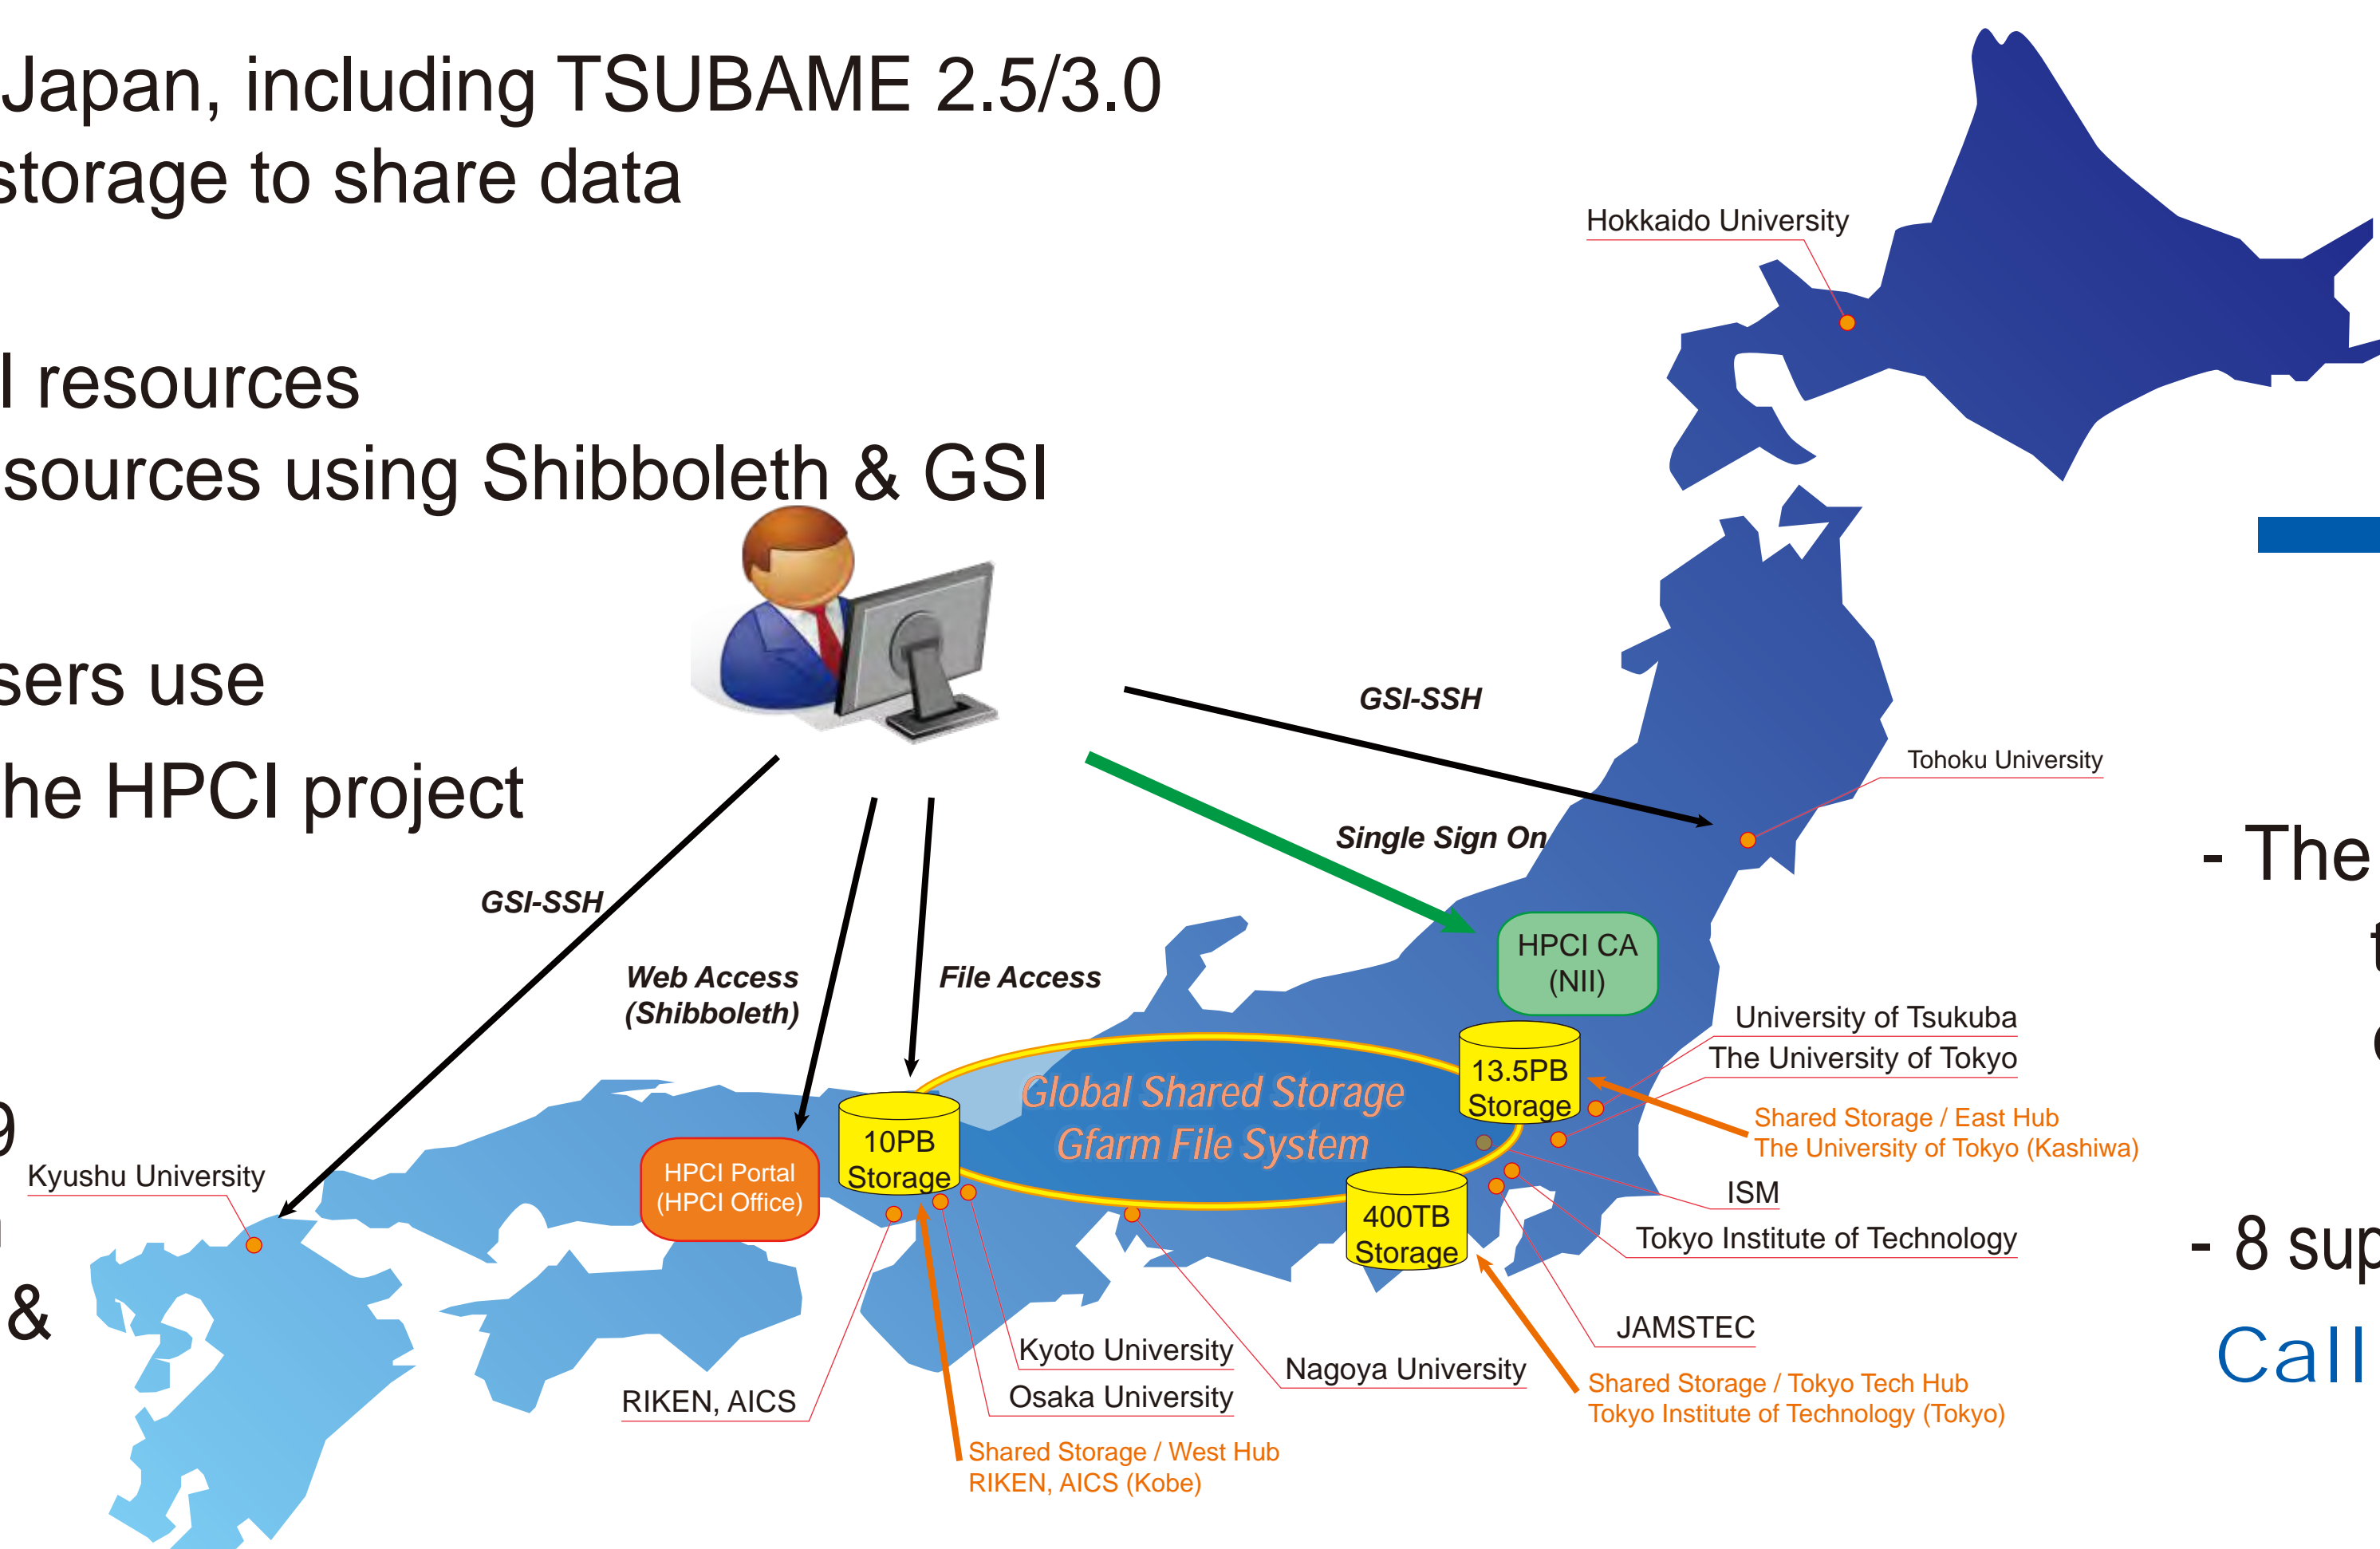 Japan, including TSUBAME 2.5/3.0
storage to share data
resources
sources using Shibboleth & GSI
sers use
he HPCI project
9
&
Hokkaido University
GSI-SSH
Tohoku University
Single Sign On
GSI-SSH
Web Access
(Shibboleth)
File Access
HPCI CA
(NII)
University of Tsukuba
The University of Tokyo
13.5PB
Storage
Shared Storage / East Hub
The University of Tokyo (Kashiwa)
Global Shared Storage
Gfarm File System
10PB
Storage
HPCI Portal
(HPCI Office)
Kyushu University
ISM
400TB
Storage
Tokyo Institute of Technology
JAMSTEC
Kyoto University
Nagoya University
Osaka University
RIKEN, AICS
Shared Storage / Tokyo Tech Hub
Tokyo Institute of Technology (Tokyo)
Shared Storage / West Hub
RIKEN, AICS (Kobe)
- The
- 8 sup
Call